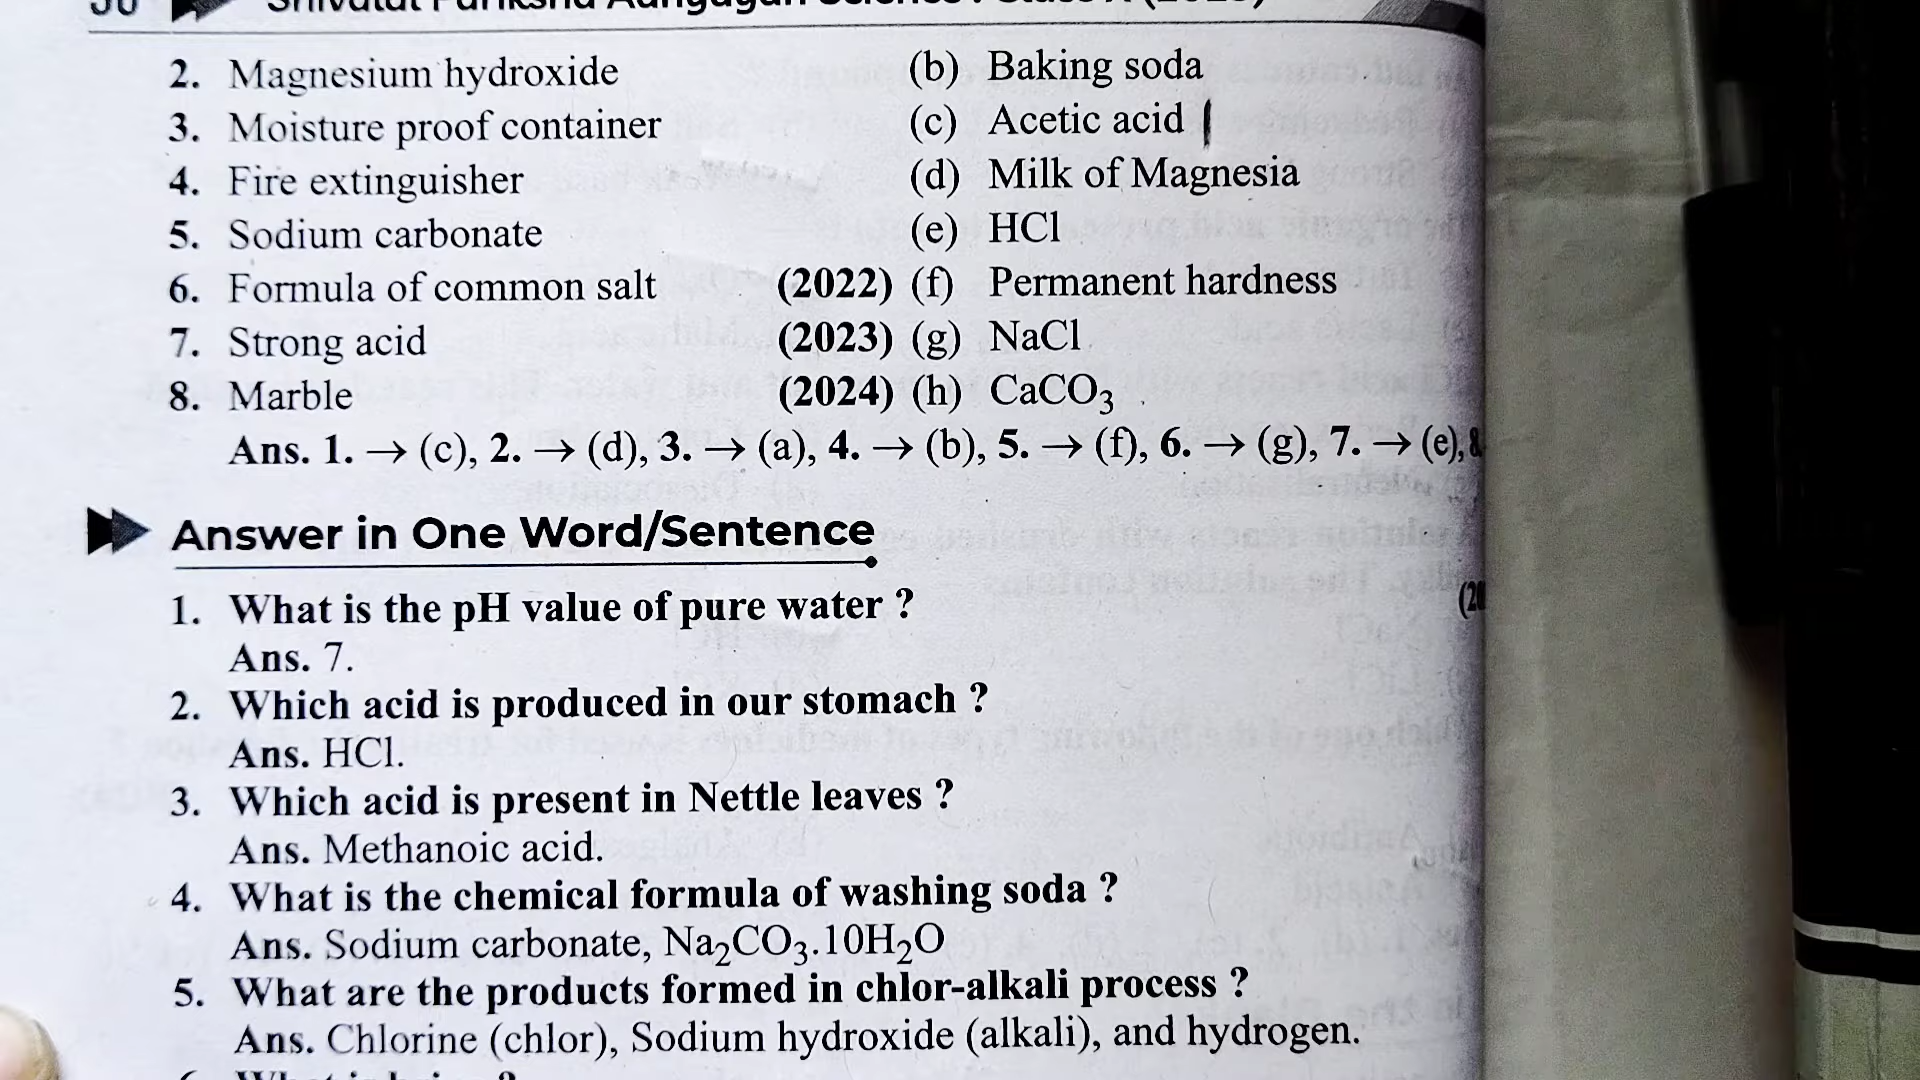 2. Magnesium hydroxide (b) Baking soda
3. Moisture proof container (c) Acetic acid
4. Fire extinguisher (d) Milk of Magnesia
5. Sodium carbonate (e) HCl
6. Formula of common salt (2022) (f) Permanent hardness
7. Strong acid (2023) (g) NaCl
8. Marble (2024) (h) CaCO₃
Ans. 1. → (c), 2. → (d), 3. → (a), 4. → (b), 5. → (f), 6. → (g), 7. → (e),
Answer in One Word/Sentence
1. What is the pH value of pure water ?
Ans. 7.
2. Which acid is produced in our stomach ?
Ans. HCl.
3. Which acid is present in Nettle leaves ?
Ans. Methanoic acid.
4. What is the chemical formula of washing soda ?
Ans. Sodium carbonate, Na₂CO₃.10H₂O
5. What are the products formed in chlor-alkali process ?
Ans. Chlorine (chlor), Sodium hydroxide (alkali), and hydrogen.